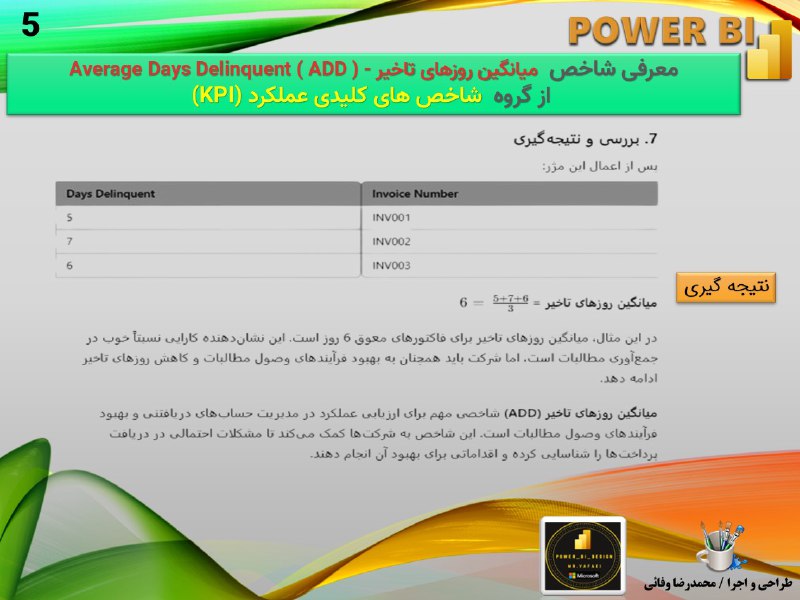 5
POWER BI
معرفی شاخص میانگین روزهای تاخیر - Average Days Delinquent ( ADD )
از گروه شاخص های کلیدی عملکرد (KPI)
7. بررسی و نتیجه‌گیری
پس از اعمال این مژر:
Days Delinquent Invoice Number
5 INV001
7 INV002
6 INV003
نتیجه گیری
میانگین روزهای تاخیر = 5+7+6/3 = 6
در این مثال، میانگین روزهای تاخیر برای فاکتورهای معوق 6 روز است. این نشان‌دهنده کارایی نسبتاً خوب در
جمع‌آوری مطالبات است، اما شرکت باید همچنان به بهبود فرآیندهای وصول مطالبات و کاهش روزهای تاخیر
ادامه دهد.
میانگین روزهای تاخیر (ADD) شاخصی مهم برای ارزیابی عملکرد در مدیریت حساب‌های دریافتنی و بهبود
فرآیندهای وصول مطالبات است. این شاخص به شرکت‌ها کمک می‌کند تا مشکلات احتمالی در دریافت
پرداخت‌ها را شناسایی کرده و اقداماتی برای بهبود آن انجام دهند.
POWER_BI_DESIGN
MR.VAFAEI
Microsoft
طراحی و اجرا / محمدرضا وفائی